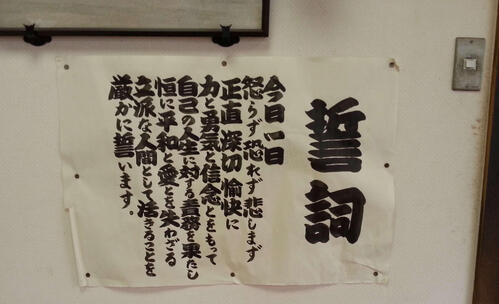 誓詞
今日一日
怒らず恐れず悲しまず
正直深切愉快に
力と勇気と信念とをもって
自己の人生に対する責務を果たし
恒に平和と愛とを失わざる
立派な人間として活きることを
厳かに誓います。